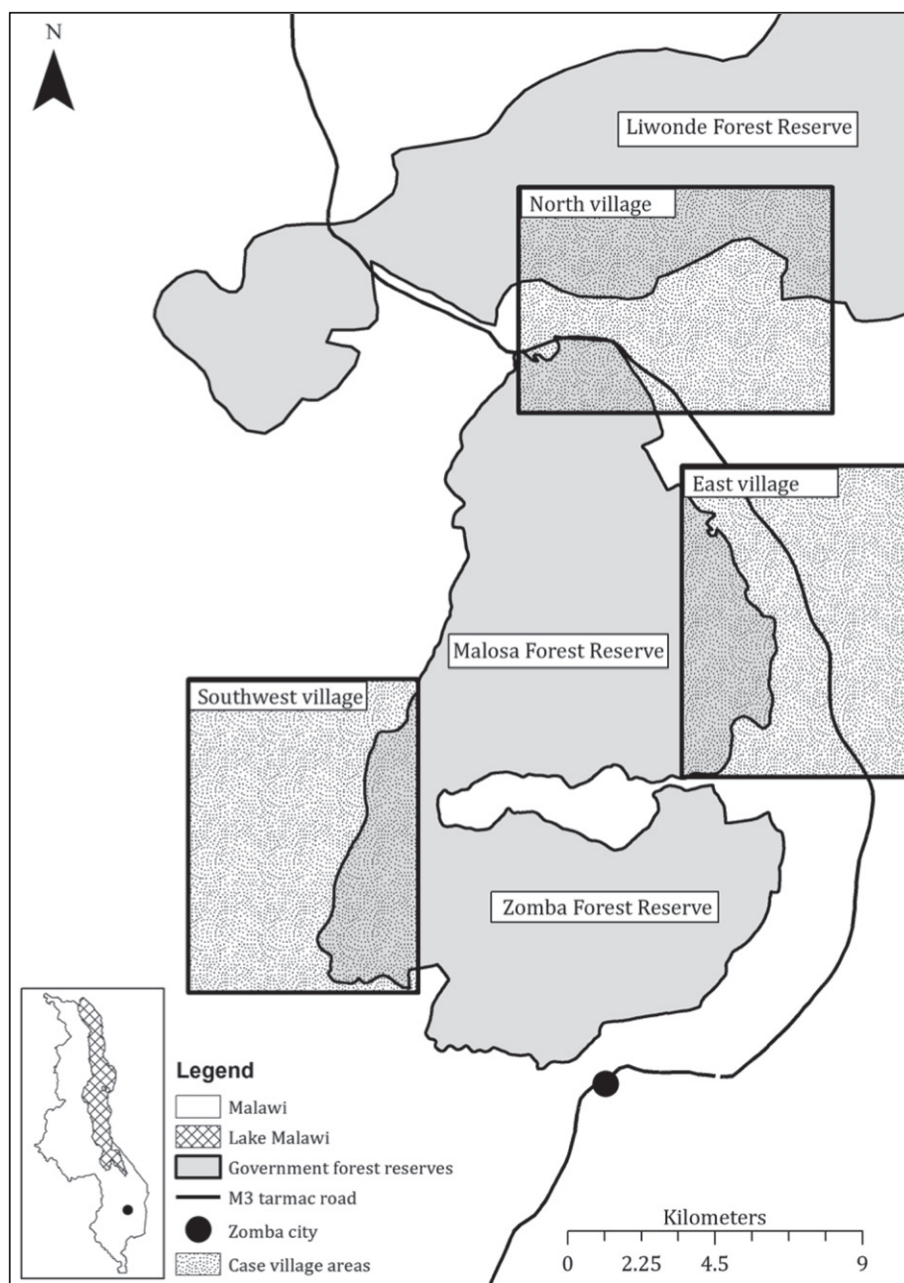 N
Liwonde Forest Reserve
North village
East village
Malosa Forest Reserve
Southwest village
Zomba Forest Reserve
Legend
Malawi
Lake Malawi
Government forest reserves
M3 tarmac road
Zomba city
Case village areas
Kilometers
0 2.25 4.5 9